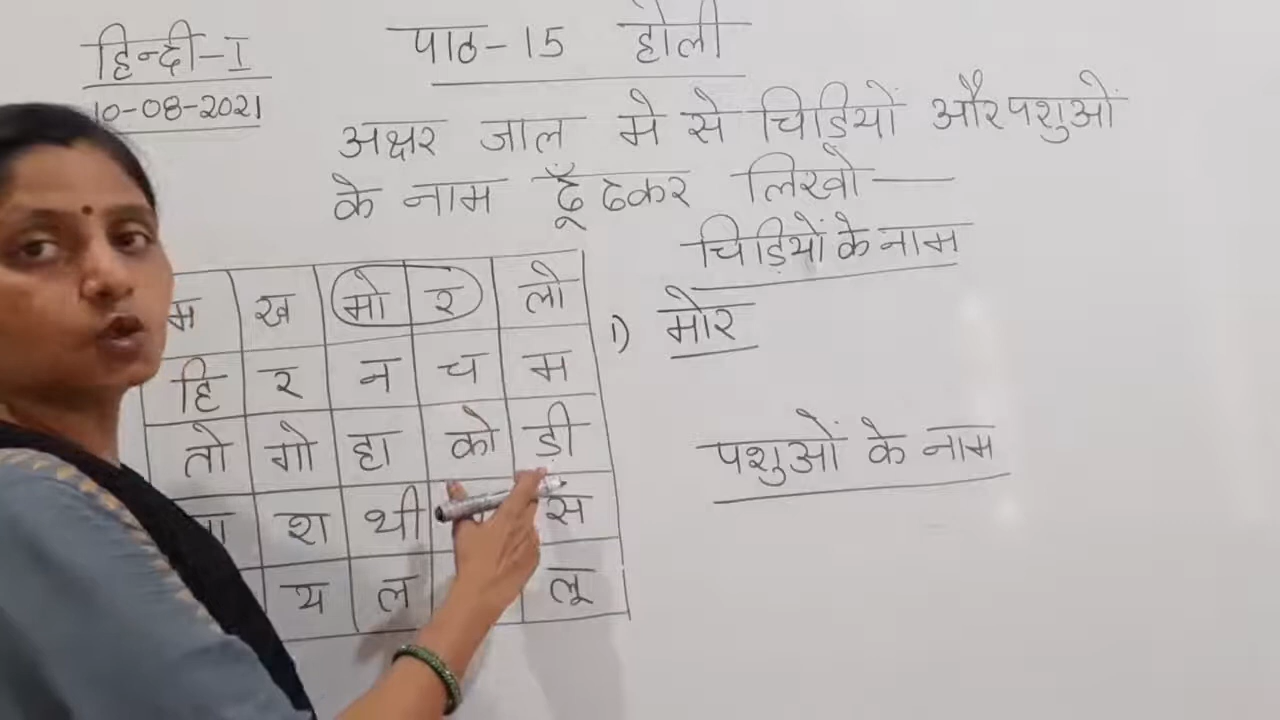 हिन्दी-I
10-08-2021
पाठ-15 होली
अक्षर जाल मे से चिड़ियों और पशुओं
के नाम ढूँढकर लिखो—
चिड़ियों के नाम
1) मोर
पशुओं के नाम
म ख मो र लो
हि र न च म
तो गो हा को ड़ी
श थी
य ल लू